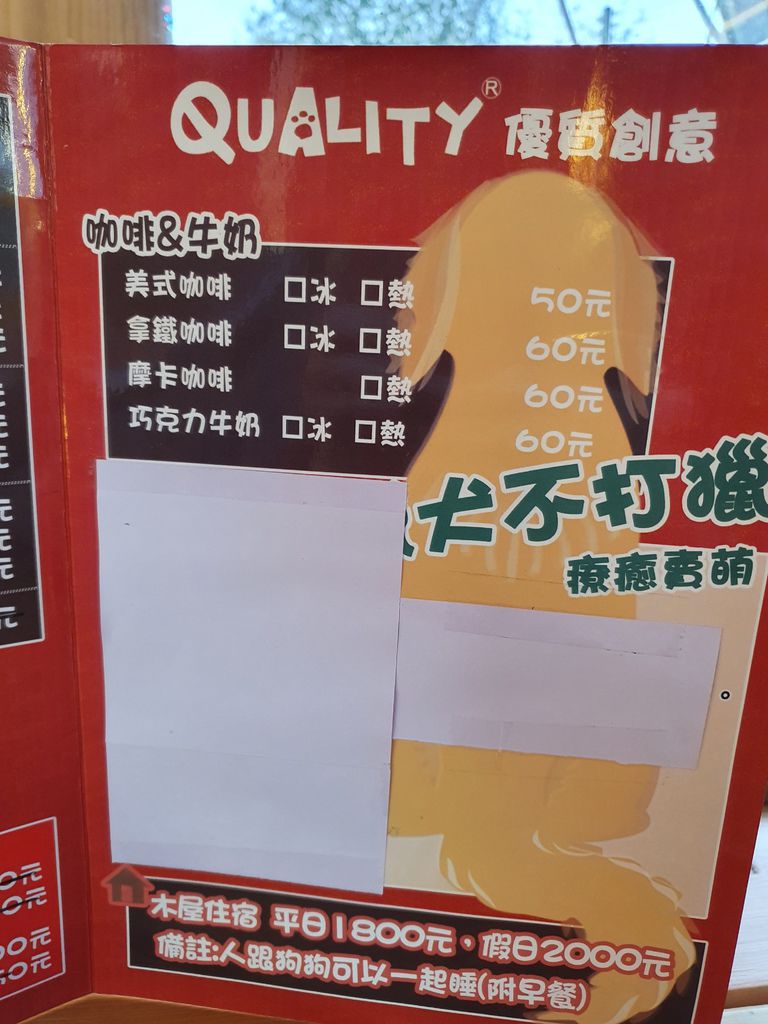 QUALITY® 優質創意
咖啡&牛奶
美式咖啡 □冰 □熱 50元
拿鐵咖啡 □冰 □熱 60元
摩卡咖啡 □熱 60元
巧克力牛奶 □冰 □熱 60元
犬不打獵
療癒賣萌
。
木屋住宿 平日1800元，假日2000元
備註:人跟狗狗可以一起睡(附早餐)